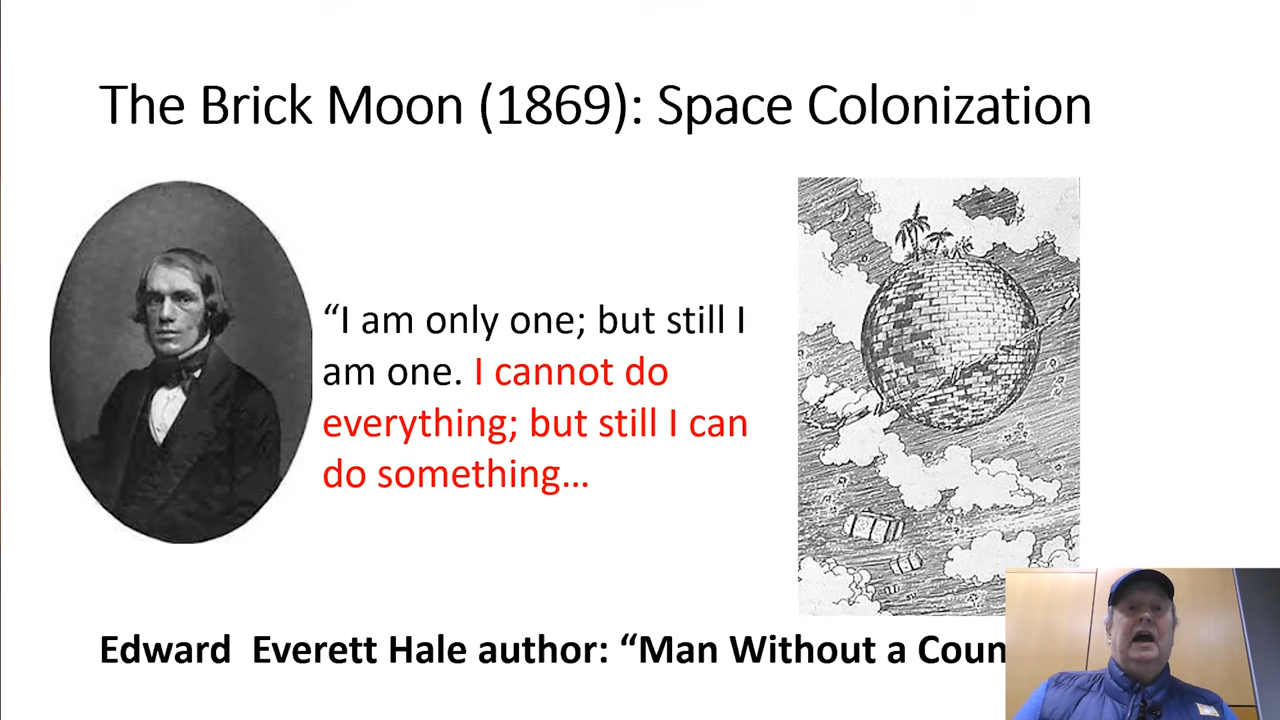 The Brick Moon (1869): Space Colonization
“I am only one; but still I
am one. I cannot do
everything; but still I can
do something…
Edward  Everett Hale author: “Man Without a Coun